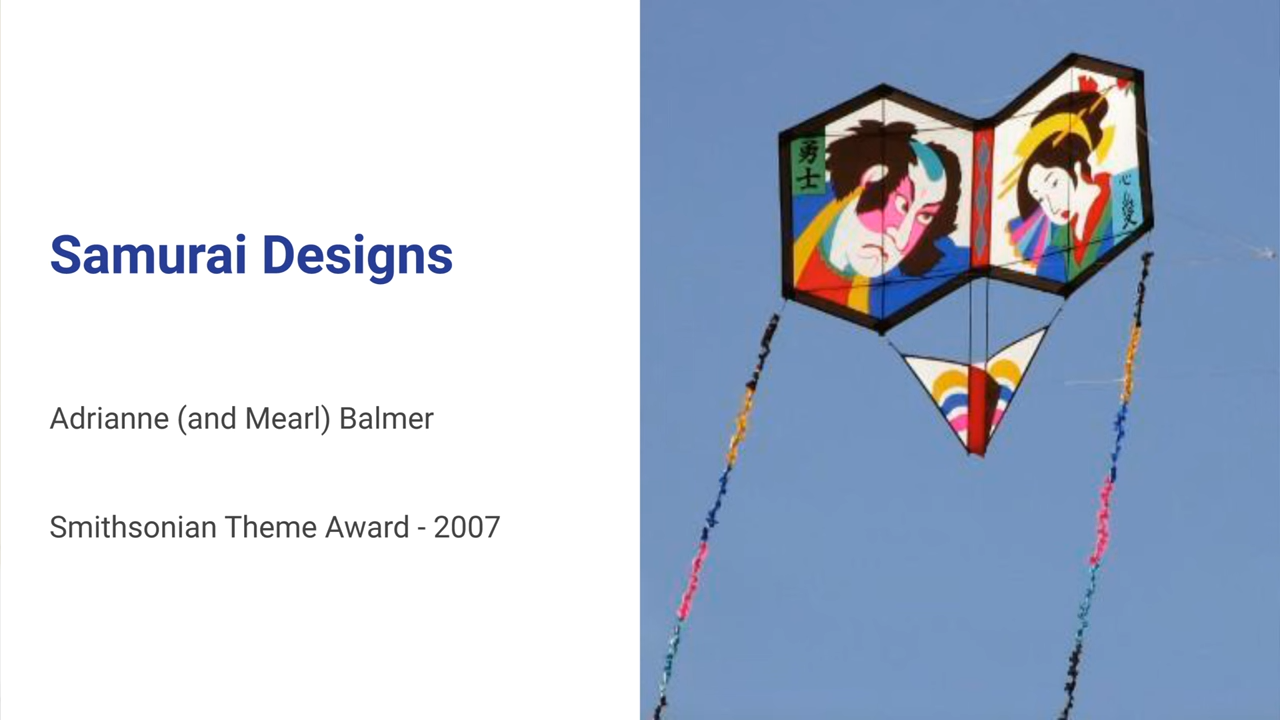 Samurai Designs
Adrianne (and Mearl) Balmer
Smithsonian Theme Award - 2007
勇士